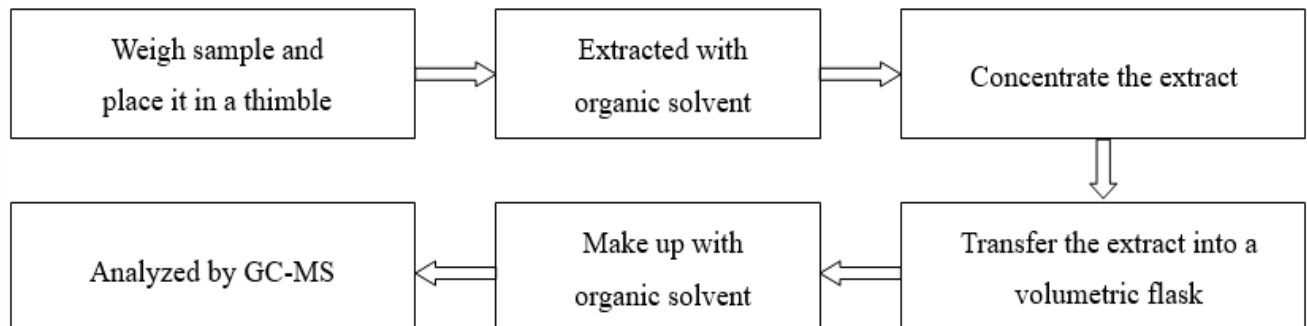 Weigh sample and
place it in a thimble
Extracted with
organic solvent
Concentrate the extract
Transfer the extract into a
volumetric flask
Make up with
organic solvent
Analyzed by GC-MS